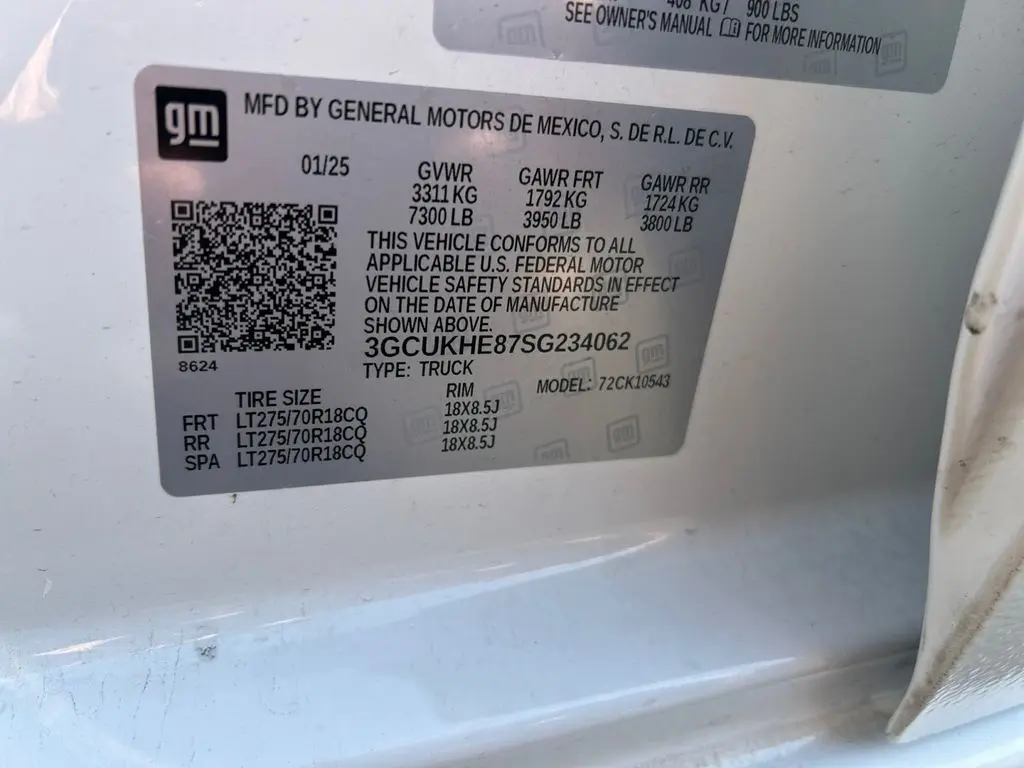 408 KG / 900 LBS
SEE OWNER'S MANUAL FOR MORE INFORMATION
gm
MFD BY GENERAL MOTORS DE MEXICO, S. DE R.L. DE C.V.
01/25
GVWR GAWR FRT GAWR RR
3311 KG 1792 KG 1724 KG
7300 LB 3950 LB 3800 LB
THIS VEHICLE CONFORMS TO ALL
APPLICABLE U.S. FEDERAL MOTOR
VEHICLE SAFETY STANDARDS IN EFFECT
ON THE DATE OF MANUFACTURE
SHOWN ABOVE.
3GCUKHE87SG234062
8624
TYPE: TRUCK
MODEL: 72CK10543
TIRE SIZE RIM
FRT LT275/70R18CQ 18X8.5J
RR LT275/70R18CQ 18X8.5J
SPA LT275/70R18CQ 18X8.5J